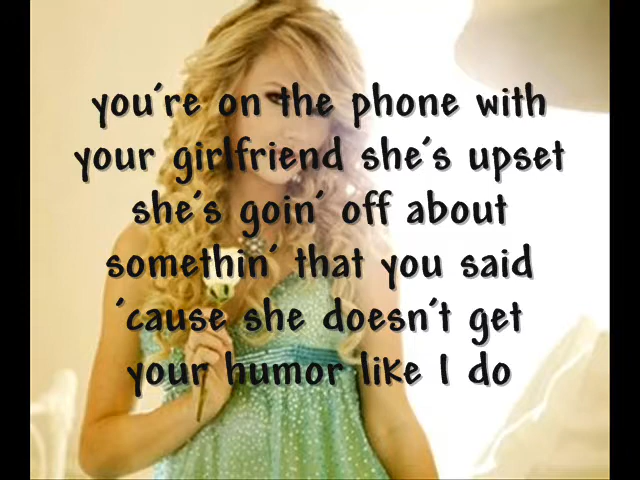 you're on the phone with
your girlfriend she's upset
she's goin' off about
somethin' that you said
'cause she doesn't get
your humor like I do